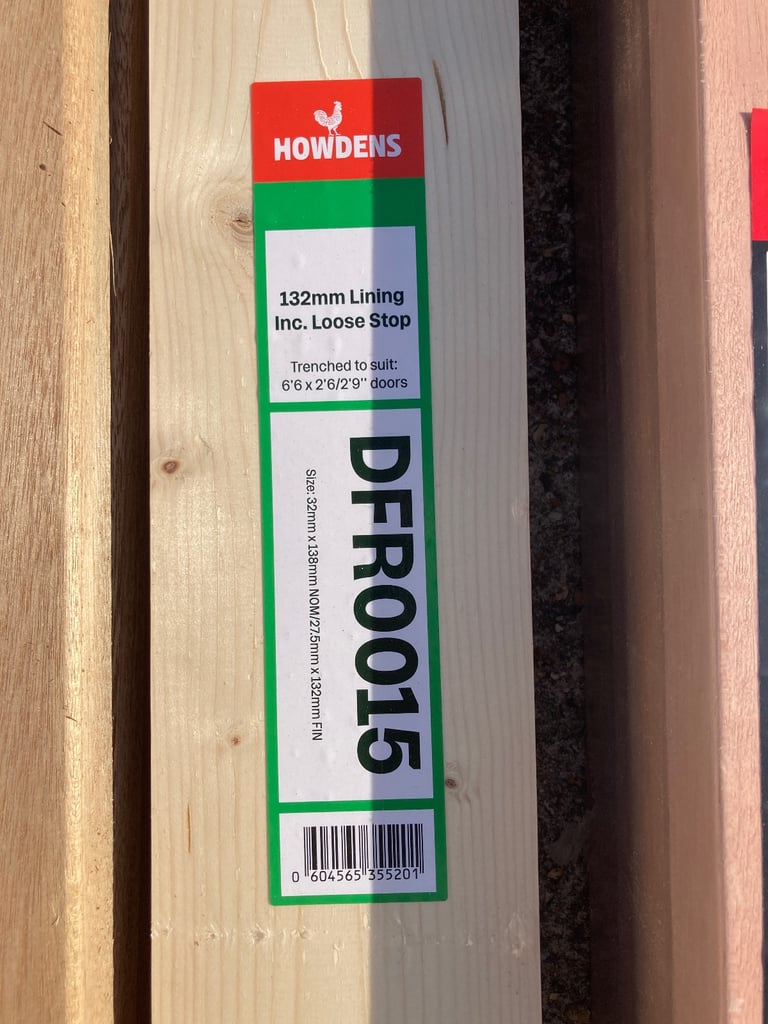 HOWDENS
132mm Lining
Inc. Loose Stop
Trenched to suit:
6'6 x 2'6/2'9" doors
DFR0015
Size: 32mm x 138mm NOM/27.5mm x 132mm FIN
0 604565 355201